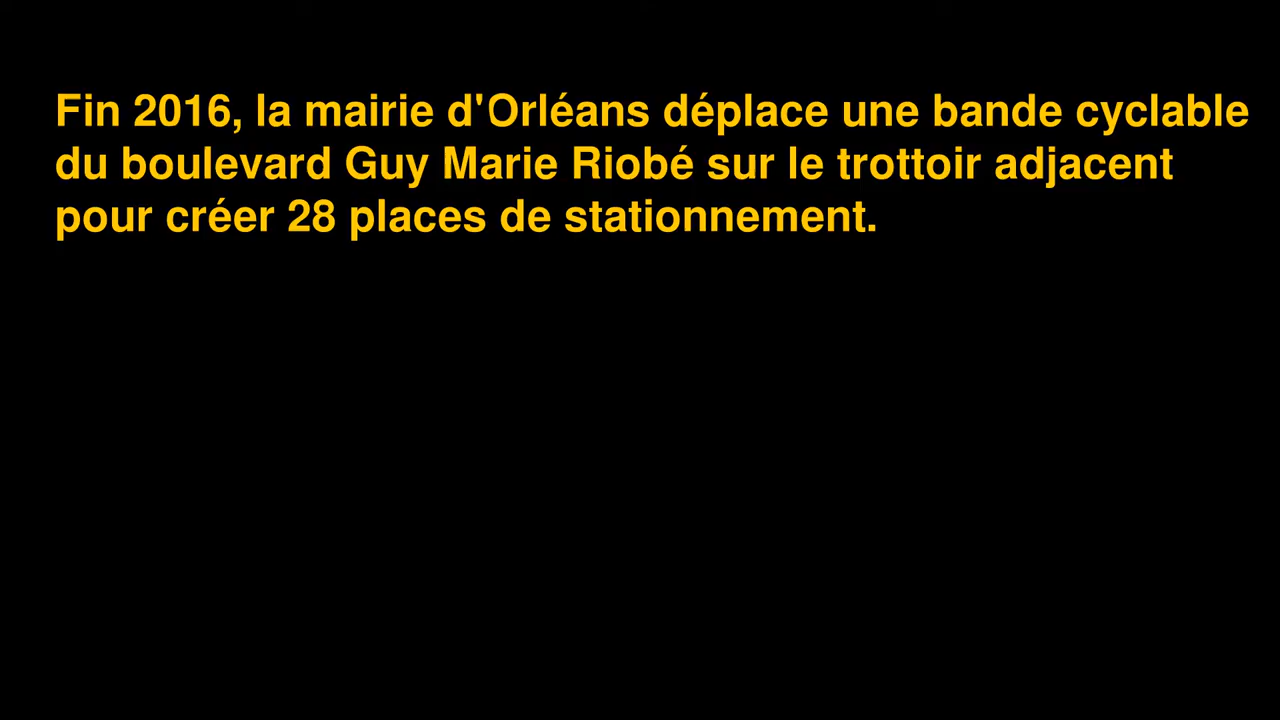 Fin 2016, la mairie d'Orléans déplace une bande cyclable
du boulevard Guy Marie Riobé sur le trottoir adjacent
pour créer 28 places de stationnement.